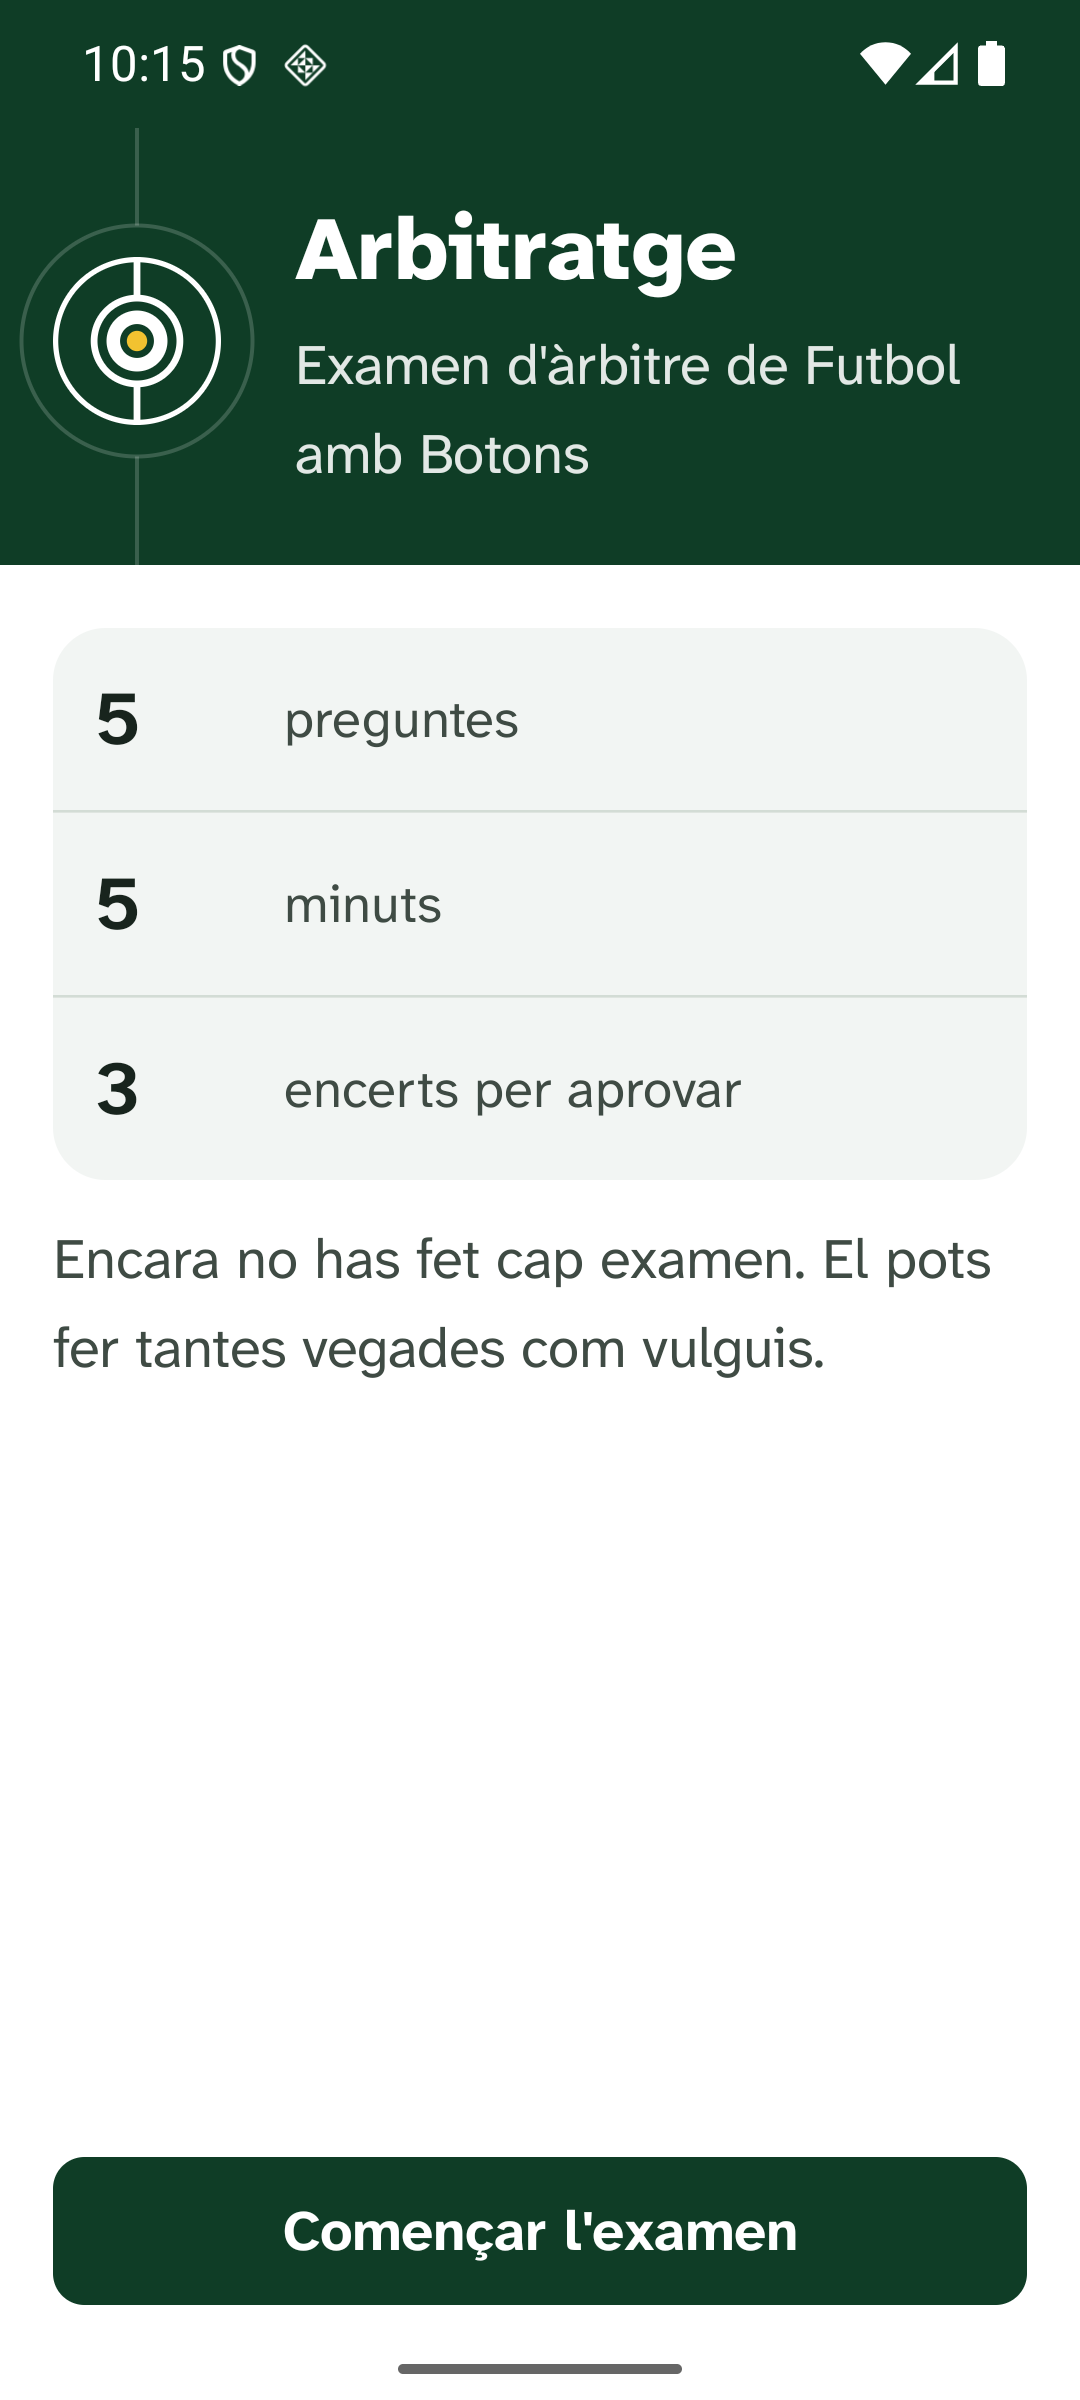 10:15
Arbitratge
Examen d'àrbitre de Futbol
amb Botons
5 preguntes
5 minuts
3 encerts per aprovar
Encara no has fet cap examen. El pots
fer tantes vegades com vulguis.
Començar l'examen